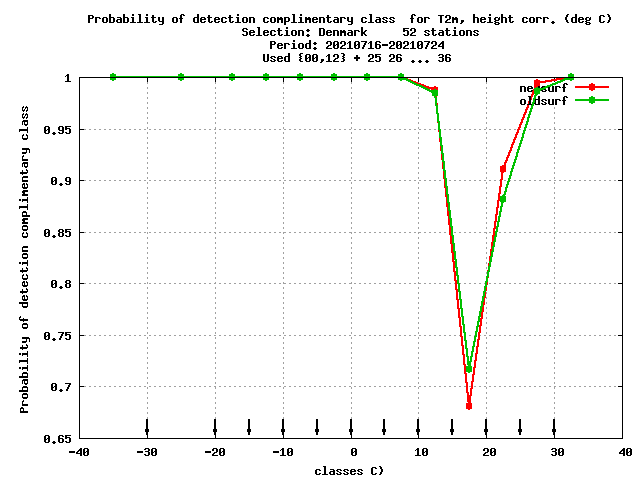 Probability of detection complimentary class  for T2m, height corr. (deg C)
Selection: Denmark     52 stations
Period: 20210716-20210724
Used {00,12} + 25 26 ... 36
Probability of detection complimentary class
1
0.95
0.9
0.85
0.8
0.75
0.7
0.65
newsurf
oldsurf
-40 -30 -20 -10 0 10 20 30 40
classes C)